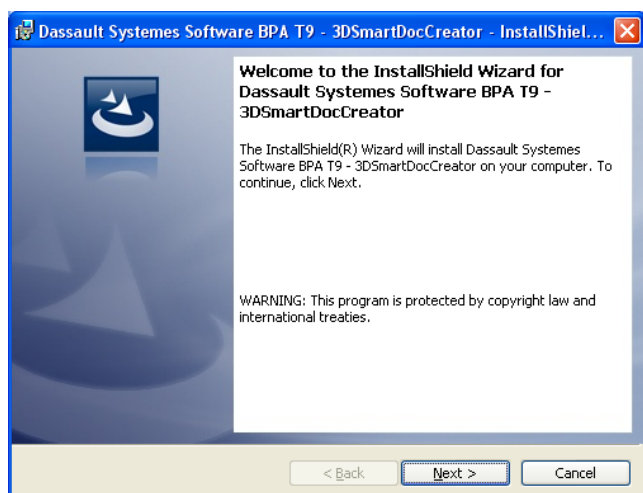 Dassault Systemes Software BPA T9 - 3DSmartDocCreator - InstallShiel...
Welcome to the InstallShield Wizard for
Dassault Systemes Software BPA T9 -
3DSmartDocCreator
The InstallShield(R) Wizard will install Dassault Systemes
Software BPA T9 - 3DSmartDocCreator on your computer. To
continue, click Next.
WARNING: This program is protected by copyright law and
international treaties.
< Back Next > Cancel